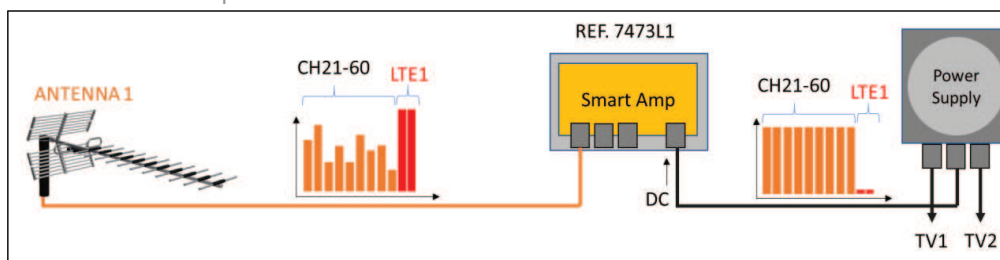 REF. 7473L1
CH21-60
LTE1
ANTENNA 1
Smart Amp
CH21-60
LTE1
Power
Supply
DC
TV1
TV2